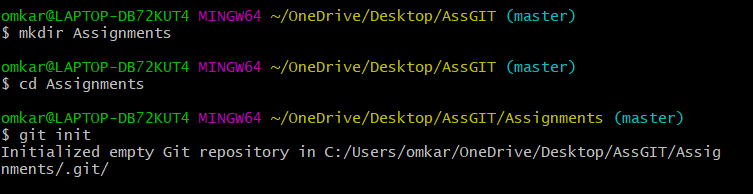 omkar@LAPTOP-DB72KUT4 MINGW64 ~/OneDrive/Desktop/AssGIT (master)
$ mkdir Assignments
omkar@LAPTOP-DB72KUT4 MINGW64 ~/OneDrive/Desktop/AssGIT (master)
$ cd Assignments
omkar@LAPTOP-DB72KUT4 MINGW64 ~/OneDrive/Desktop/AssGIT/Assignments (master)
$ git init
Initialized empty Git repository in C:/Users/omkar/OneDrive/Desktop/AssGIT/Assig
nments/.git/